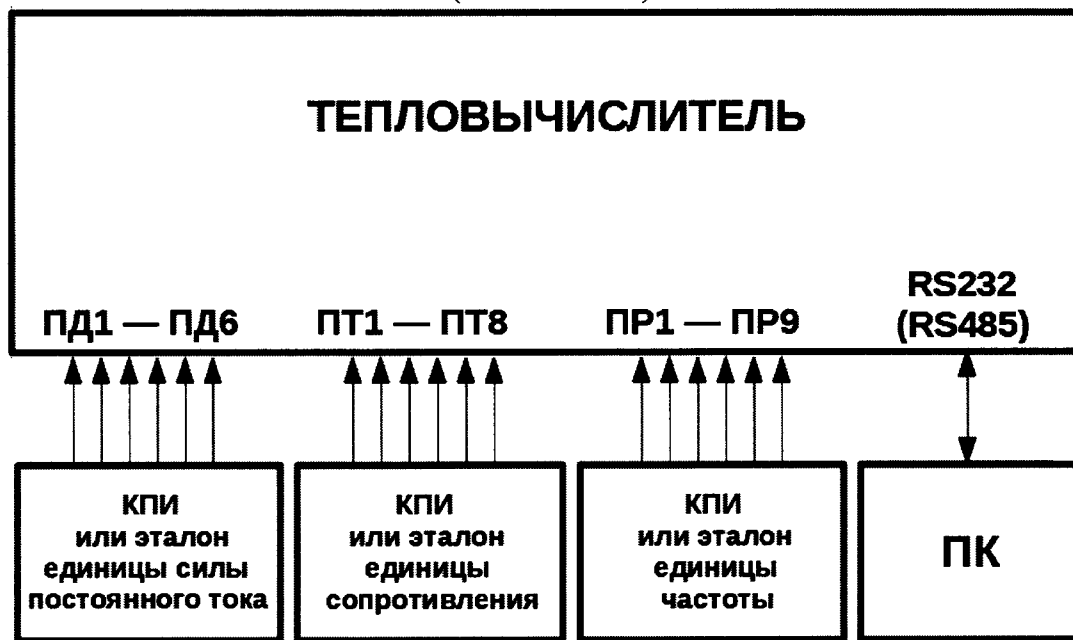 ТЕПЛОВЫЧИСЛИТЕЛЬ
RS232
ПД1 — ПД6 ПТ1 — ПТ8 ПР1 — ПР9 (RS485)
КПИ
или эталон
единицы силы
постоянного тока
КПИ
или эталон
единицы
сопротивления
КПИ
или эталон
единицы
частоты
ПК